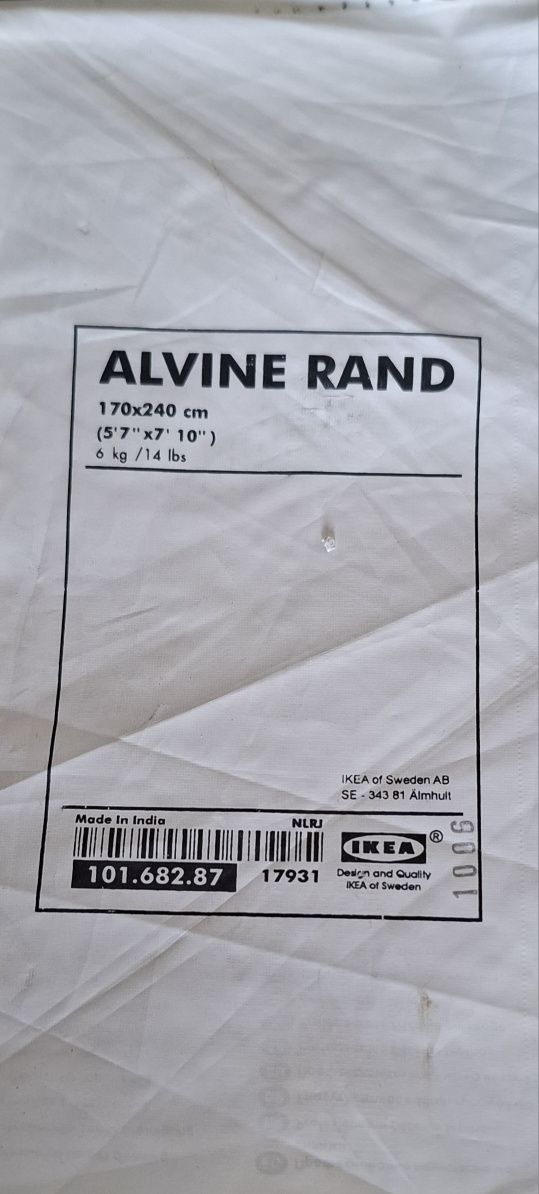 ALVINE RAND
170x240 cm
(5'7"x7' 10")
6 kg /14 lbs
IKEA of Sweden AB
SE - 343 81 Älmhult
Made In India
NLRJ
101.682.87
17931
IKEA ®
Design and Quality
IKEA of Sweden
1006